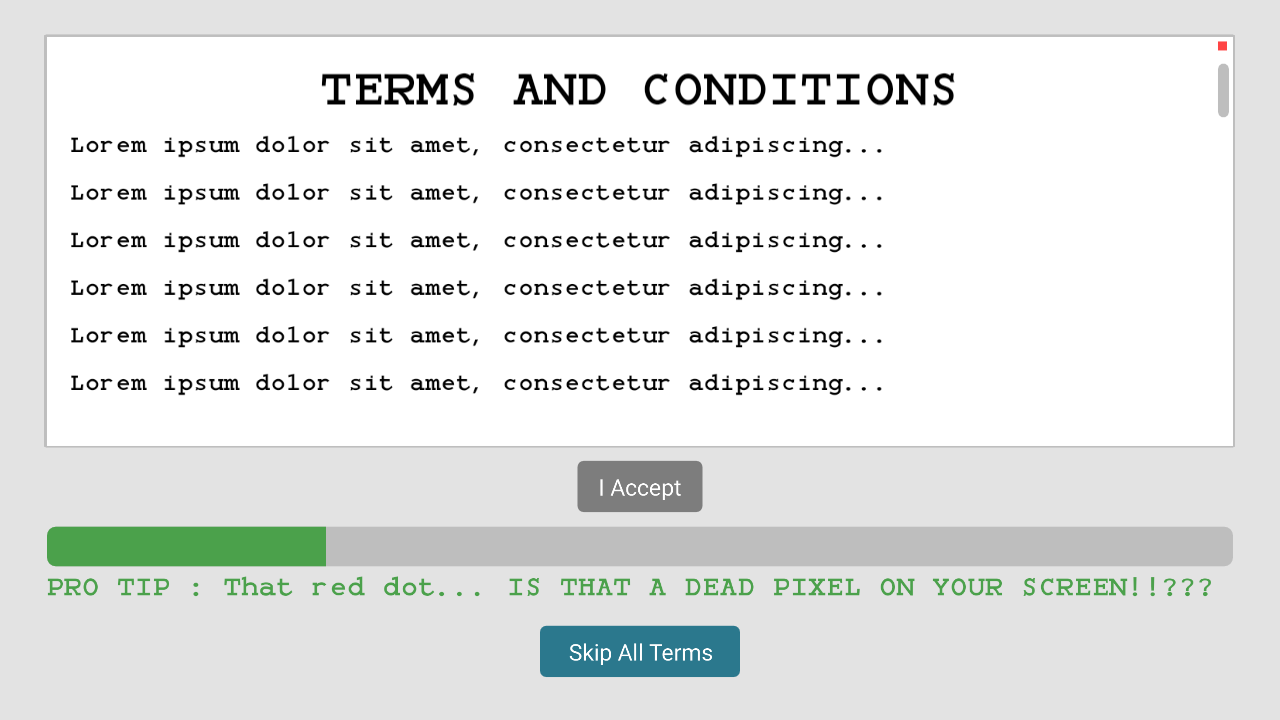 TERMS AND CONDITIONS
Lorem ipsum dolor sit amet, consectetur adipiscing...
Lorem ipsum dolor sit amet, consectetur adipiscing...
Lorem ipsum dolor sit amet, consectetur adipiscing...
Lorem ipsum dolor sit amet, consectetur adipiscing...
Lorem ipsum dolor sit amet, consectetur adipiscing...
Lorem ipsum dolor sit amet, consectetur adipiscing...
I Accept
PRO TIP : That red dot... IS THAT A DEAD PIXEL ON YOUR SCREEN!!???
Skip All Terms